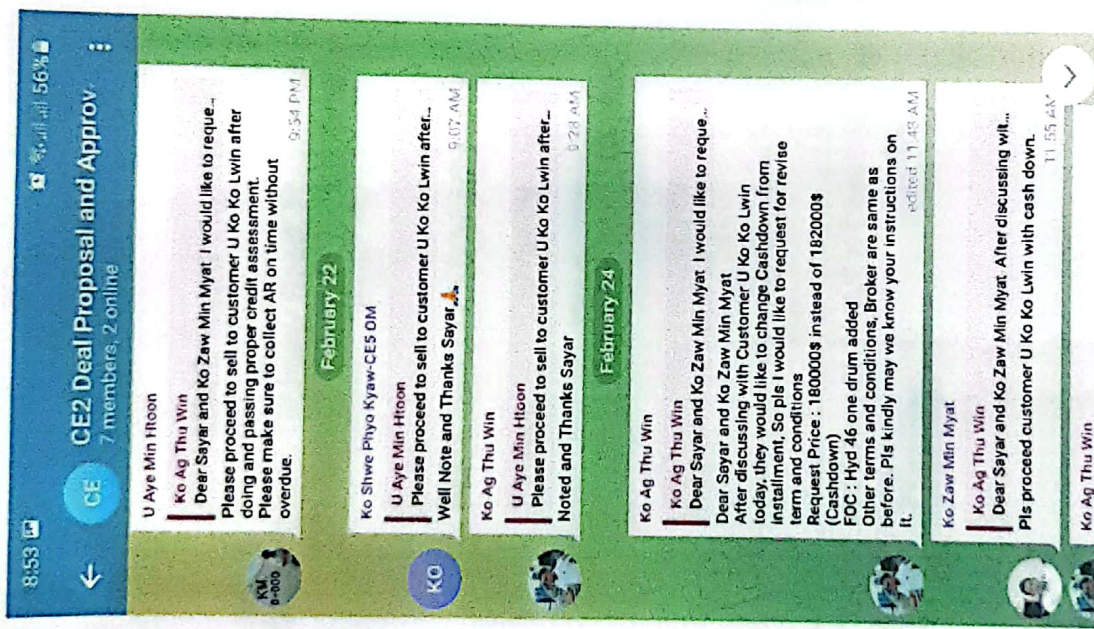 8:53
56%
CE
CE2 Deal Proposal and Approv.
7 members, 2 online
U Aye Min Htoon
Ko Ag Thu Win
Dear Sayar and Ko Zaw Min Myat I would like to reque...
Please proceed to sell to customer U Ko Ko Lwin after
doing and passing proper credit assessment.
Please make sure to collect AR on time without
overdue.
9:54 PM
KM
February 22
Ko Shwe Phyo Kyaw-CE5 OM
U Aye Min Htoon
Please proceed to sell to customer U Ko Ko Lwin after...
Well Note and Thanks Sayar🙏
9:07 AM
Ke
Ko Ag Thu Win
U Aye Min Htoon
Please proceed to sell to customer U Ko Ko Lwin after...
Noted and Thanks Sayar
9:28 AM
February 24
Ko Ag Thu Win
Ko Ag Thu Win
Dear Sayar and Ko Zaw Min Myat I would like to reque...
Dear Sayar and Ko Zaw Min Myat
After discussing with Customer U Ko Ko Lwin
today, they would like to change Cashdown from
Installment, So pls I would like to request for revise
term and conditions
Request Price : 180000$ instead of 182000$
(Cashdown)
FOC : Hyd 46 one drum added
Other terms and conditions, Broker are same as
before. Pls kindly may we know your instructions on
it.
edited 11:43 AM
Ko Zaw Min Myat
Ko Ag Thu Win
Dear Sayar and Ko Zaw Min Myat After discussing wit...
Pls proceed customer U Ko Ko Lwin with cash down.
11:55 AM
Ko Ag Thu Win